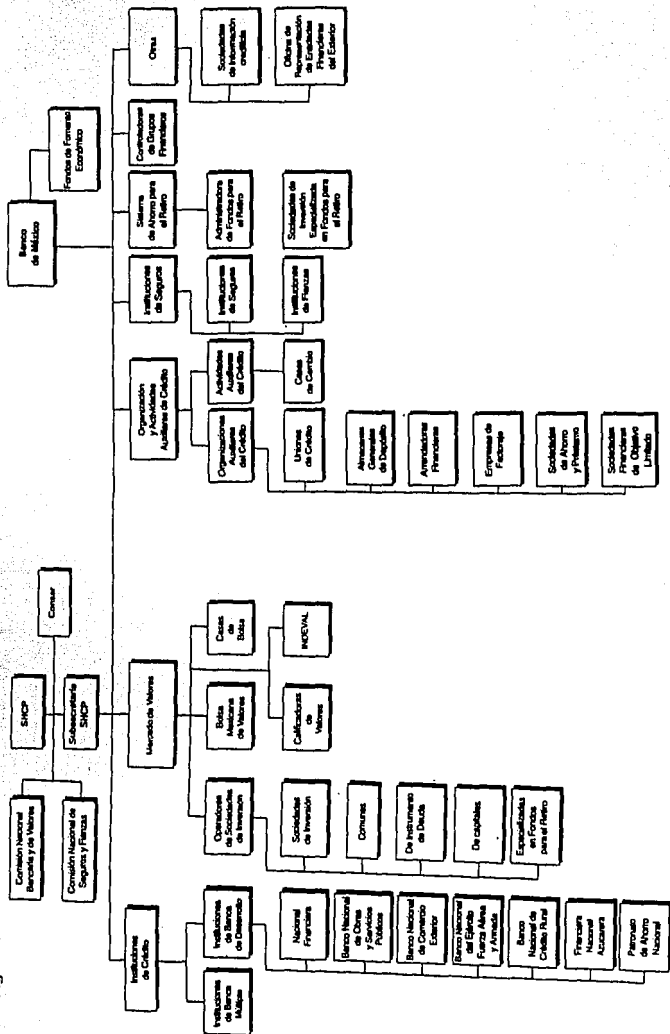 SHCP
Comisión Nacional
Bancaria y de Valores
Consar
Subsecretaría
SHCP
Comisión Nacional de
Seguros y Fianzas
Banco
de México
Fondos de Fomento
Económico
Instituciones
de Crédito
Mercado de Valores
Organización
y Actividades
Auxiliares de Crédito
Instituciones
de Seguros
Sistema
de Ahorro para
el Retiro
Controladoras
de Grupos
Financieros
Otros
Instituciones
de Banca
Múltiple
Instituciones
de Banca de
Desarrollo
Operadoras
de Sociedades
de Inversión
Bolsa
Mexicana
de Valores
Casas
de
Bolsa
Organizaciones
Auxiliares
del Crédito
Actividades
Auxiliares
del Crédito
Instituciones
de Seguros
Administradora
de Fondos para
el Retiro
Sociedades
de Información
crediticia
Nacional
Financiera
Sociedades
de Inversión
Calificadoras
de
Valores
INDEVAL
Uniones
de Crédito
Casas
de Cambio
Instituciones
de Fianzas
Sociedades de
Inversión
Especializada
en Fondos para
el Retiro
Oficina de
Representación
de Entidades
Financieras
del Exterior
Banco Nacional
de Obras
y Servicios
Públicos
Comunes
Almacenes
Generales
de Depósito
Banco Nacional
de Comercio
Exterior
De Instrumento
de Deuda
Arrendadoras
Financieras
Banco Nacional
del Ejército
Fuerza Aérea
y Armada
De capitales
Empresas de
Factoraje
Banco
Nacional de
Crédito Rural
Especializadas
en Fondos
para el Retiro
Sociedades
de Ahorro
y Préstamo
Financiera
Nacional
Azucarera
Sociedades
Financieras
de Objetivo
Limitado
Patronato
de Ahorro
Nacional